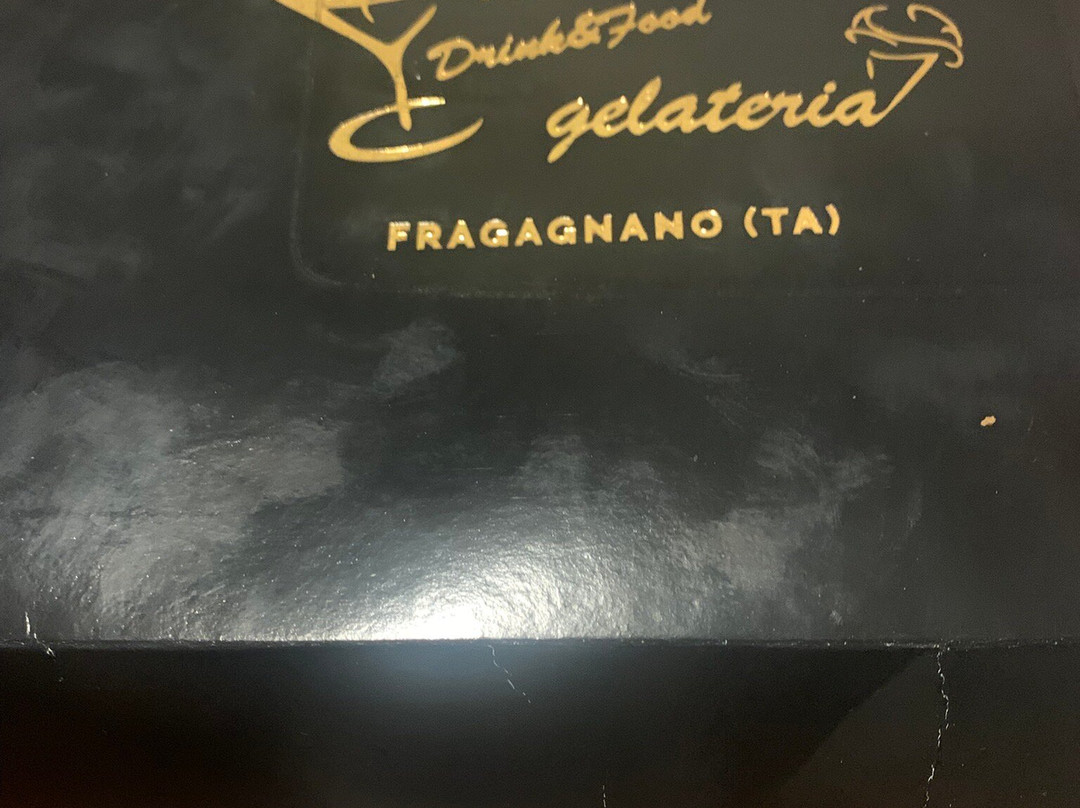 Drink&Food
gelateria
FRAGAGNANO (TA)